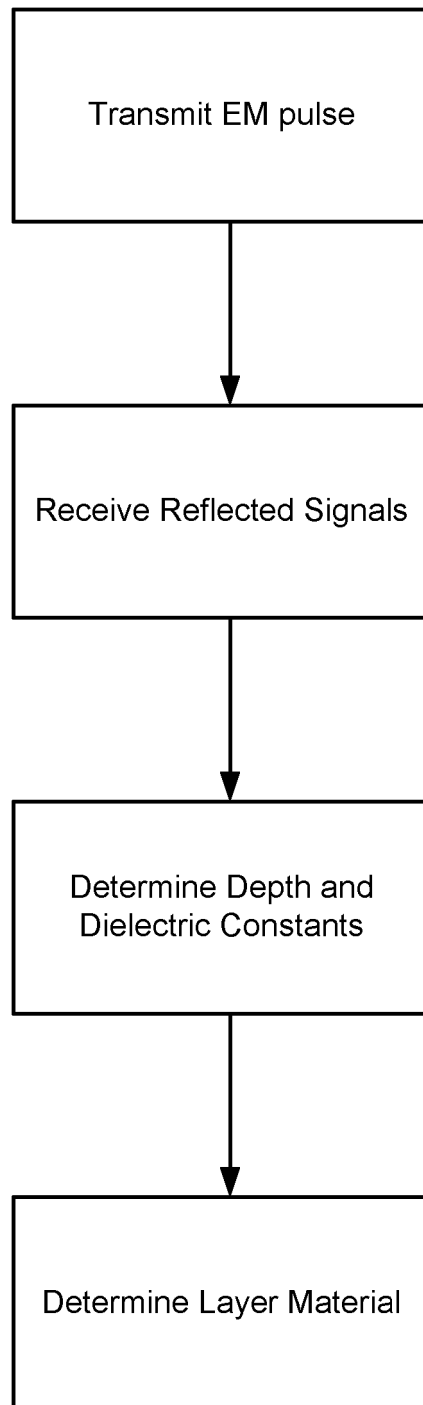 Transmit EM pulse
Receive Reflected Signals
Determine Depth and
Dielectric Constants
Determine Layer Material